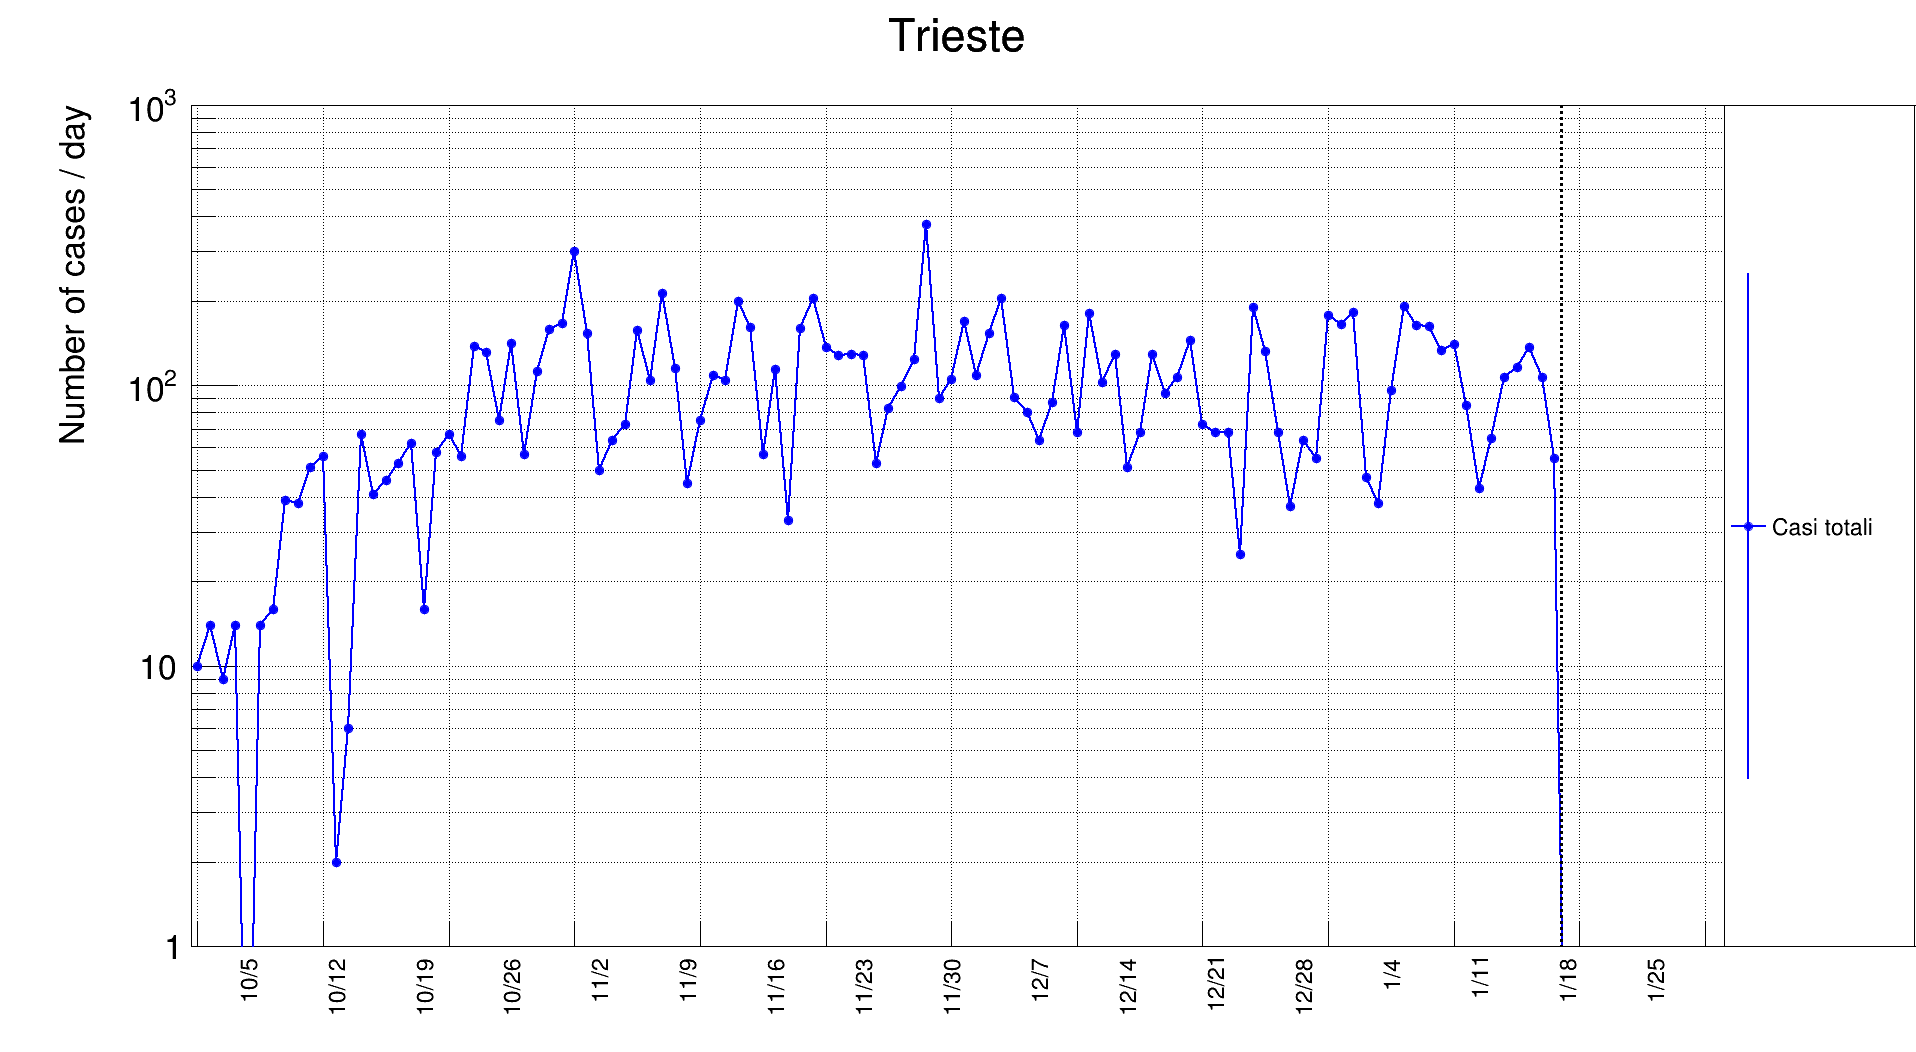 Trieste
Number of cases / day
10³
10²
10
1
10/5 10/12 10/19 10/26 11/2 11/9 11/16 11/23 11/30 12/7 12/14 12/21 12/28 1/4 1/11 1/18 1/25
Casi totali